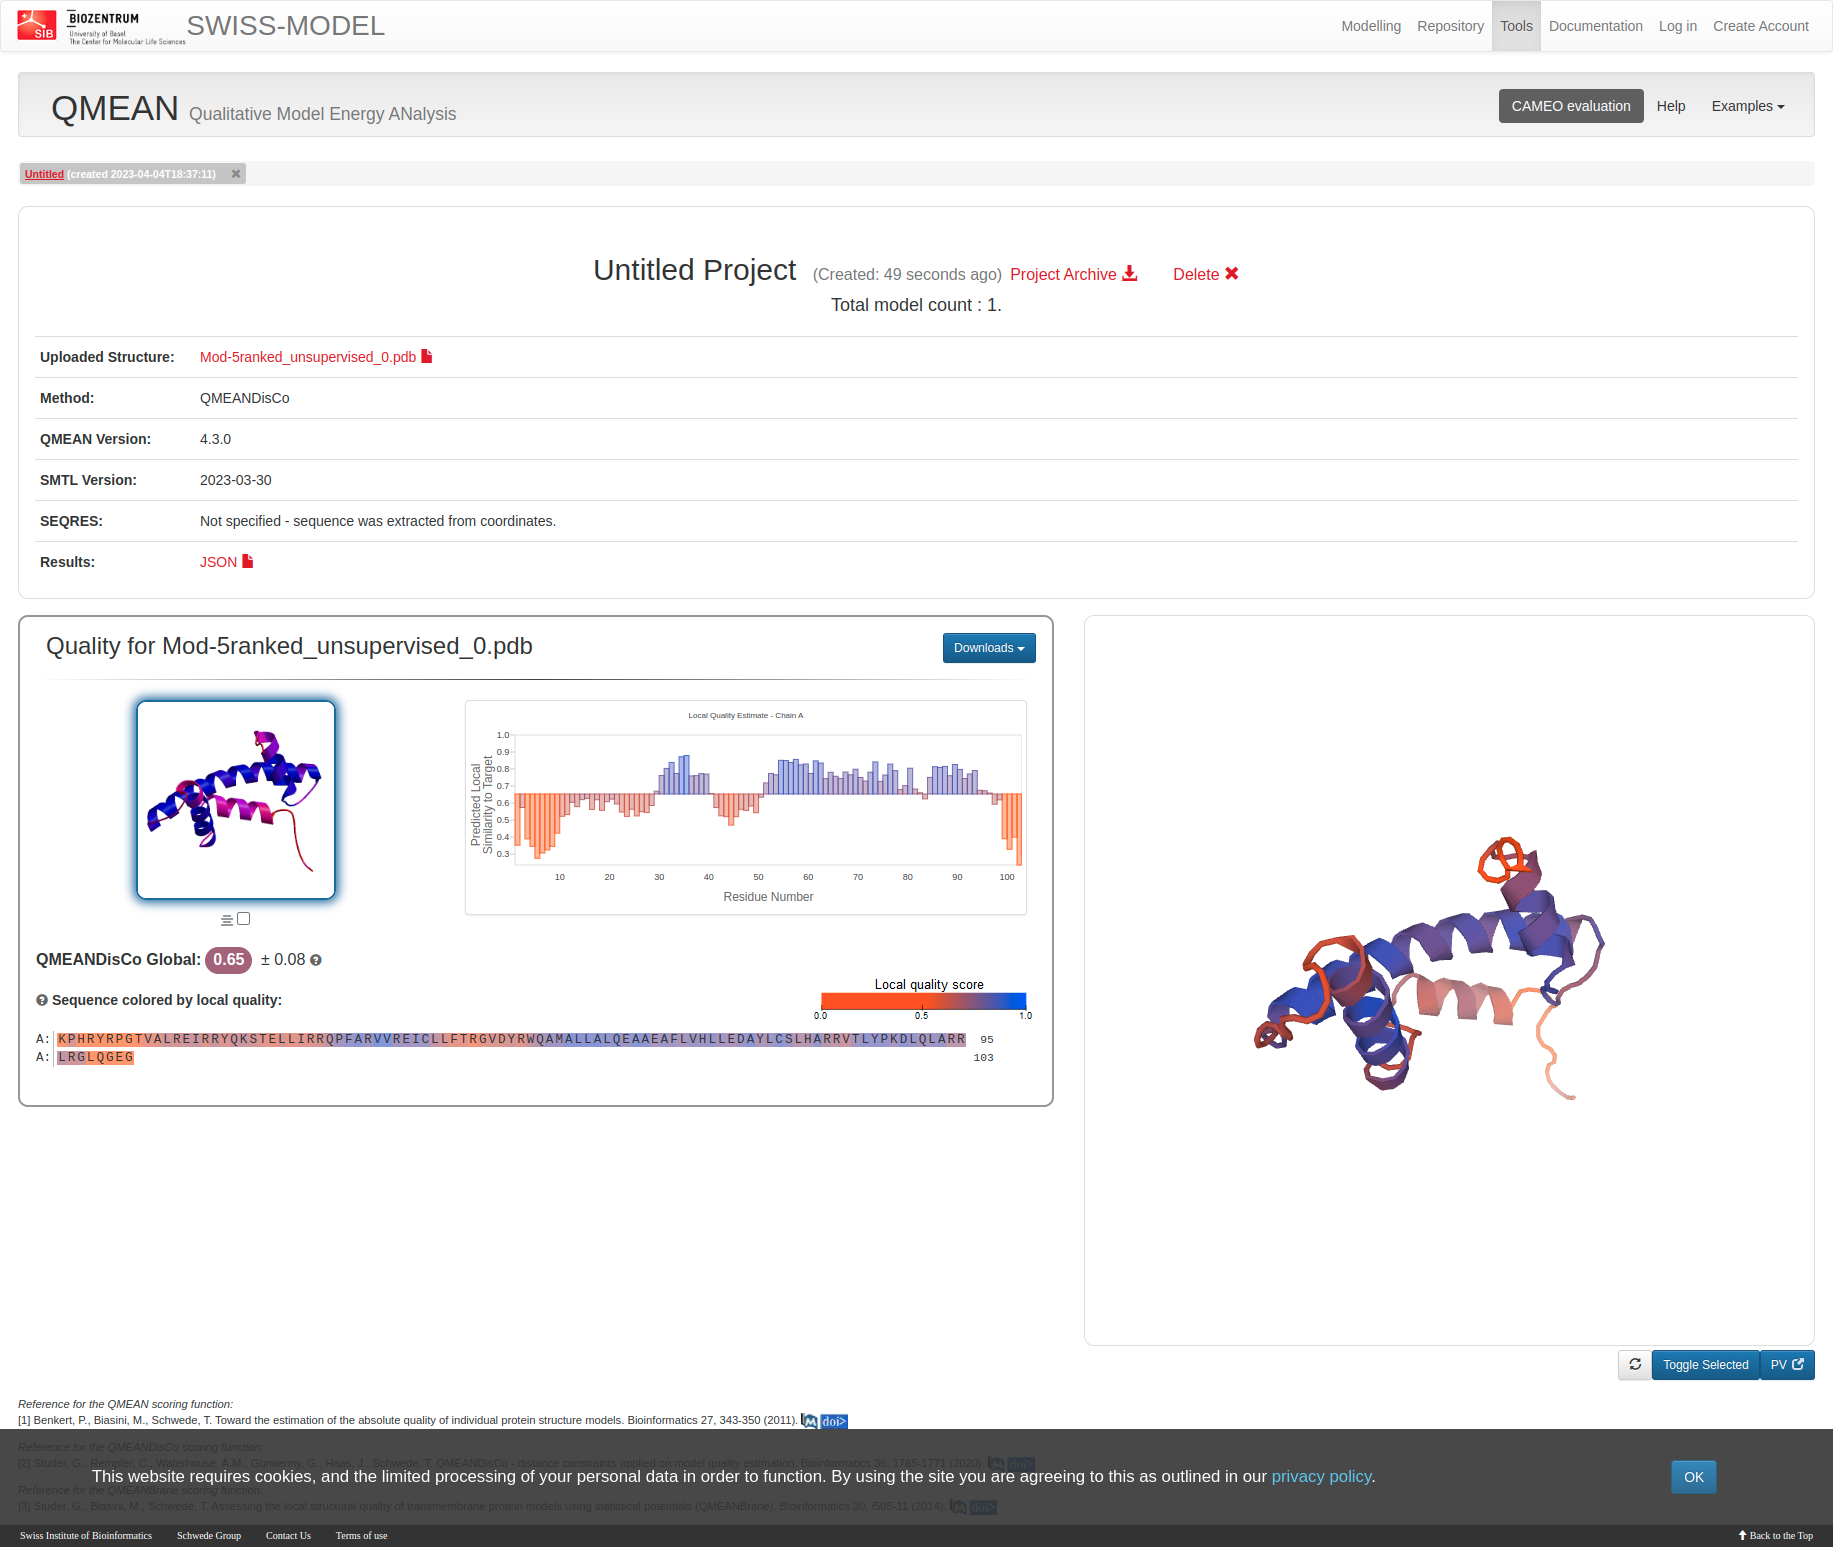 SIB BIOZENTRUM
University of Basel
The Center for Molecular Life Sciences
SWISS-MODEL
Modelling Repository Tools Documentation Log in Create Account
QMEAN Qualitative Model Energy ANalysis
CAMEO evaluation Help Examples
Untitled (created 2023-04-04T18:37:11) ✖
Untitled Project (Created: 49 seconds ago) Project Archive Delete ✖
Total model count : 1.
Uploaded Structure: Mod-5ranked_unsupervised_0.pdb
Method: QMEANDisCo
QMEAN Version: 4.3.0
SMTL Version: 2023-03-30
SEQRES: Not specified - sequence was extracted from coordinates.
Results: JSON
Quality for Mod-5ranked_unsupervised_0.pdb
Downloads
Local Quality Estimate - Chain A
Predicted Local
Similarity to Target
1.0
0.9
0.8
0.7
0.6
0.5
0.4
0.3
10 20 30 40 50 60 70 80 90 100
Residue Number
QMEANDisCo Global: 0.65 ± 0.08
Local quality score
0.0 0.5 1.0
Sequence colored by local quality:
A: KPHRYRPGTVALREIRRYQKSTELLIRRQPFARVVREICLLFTRGVDYRWQAMALLALQEAAEAFLVHLLEDAYLCSLHARRVTLYPKDLQLARR 95
A: LRGLQGEG 103
Toggle Selected PV
Reference for the QMEAN scoring function:
[1] Benkert, P., Biasini, M., Schwede, T. Toward the estimation of the absolute quality of individual protein structure models. Bioinformatics 27, 343-350 (2011). M doi>
Reference for the QMEANDisCo scoring function:
[2] Studer, G., Rempfer, C., Waterhouse, A.M., Gumienny, G., Haas, J., Schwede, T. QMEANDisCo - distance constraints applied on model quality estimation. Bioinformatics 36, 1765-1771 (2020). M doi>
This website requires cookies, and the limited processing of your personal data in order to function. By using the site you are agreeing to this as outlined in our privacy policy.
OK
Reference for the QMEANBrane scoring function:
[3] Studer, G., Biasini, M., Schwede, T. Assessing the local structural quality of transmembrane protein models using statistical potentials (QMEANBrane). Bioinformatics 30, i505-11 (2014). M doi>
Swiss Institute of Bioinformatics Schwede Group Contact Us Terms of use
Back to the Top